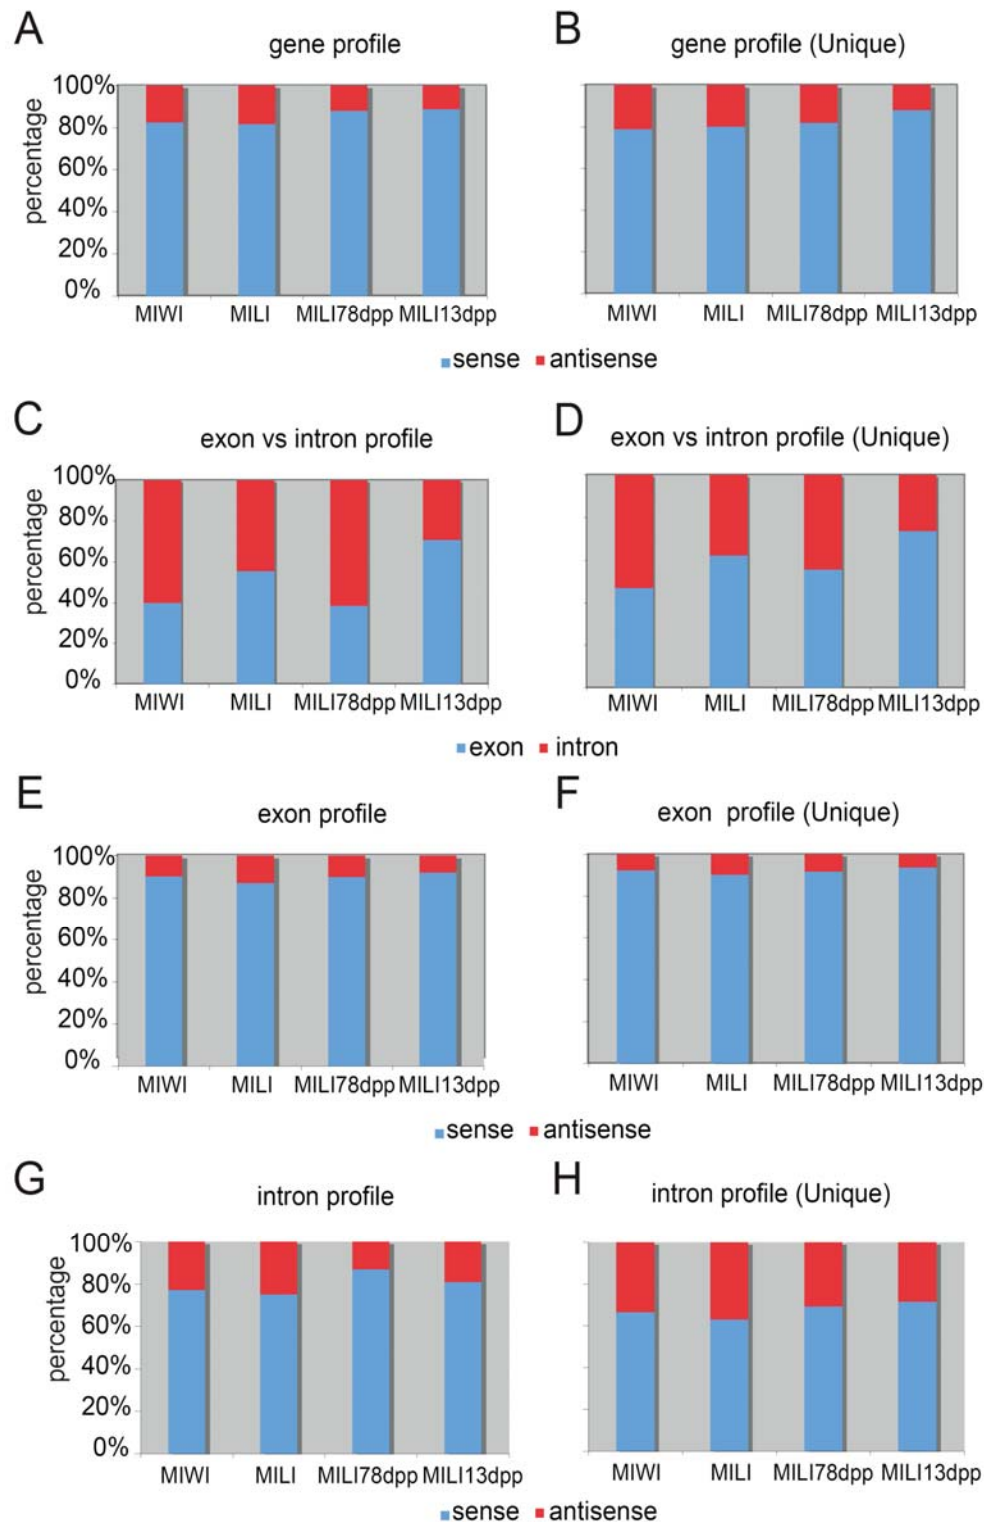 A
gene profile
B
gene profile (Unique)
percentage
100%
80%
60%
40%
20%
0%
MIWI MILI MILI78dpp MILI13dpp
MIWI MILI MILI78dpp MILI13dpp
sense antisense
C
exon vs intron profile
D
exon vs intron profile (Unique)
percentage
100%
80%
60%
40%
20%
0%
MIWI MILI MILI78dpp MILI13dpp
MIWI MILI MILI78dpp MILI13dpp
exon intron
E
exon profile
F
exon profile (Unique)
percentage
100%
80%
60%
40%
20%
0%
MIWI MILI MILI78dpp MILI13dpp
MIWI MILI MILI78dpp MILI13dpp
sense antisense
G
intron profile
H
intron profile (Unique)
percentage
100%
80%
60%
40%
20%
0%
MIWI MILI MILI78dpp MILI13dpp
MIWI MILI MILI78dpp MILI13dpp
sense antisense